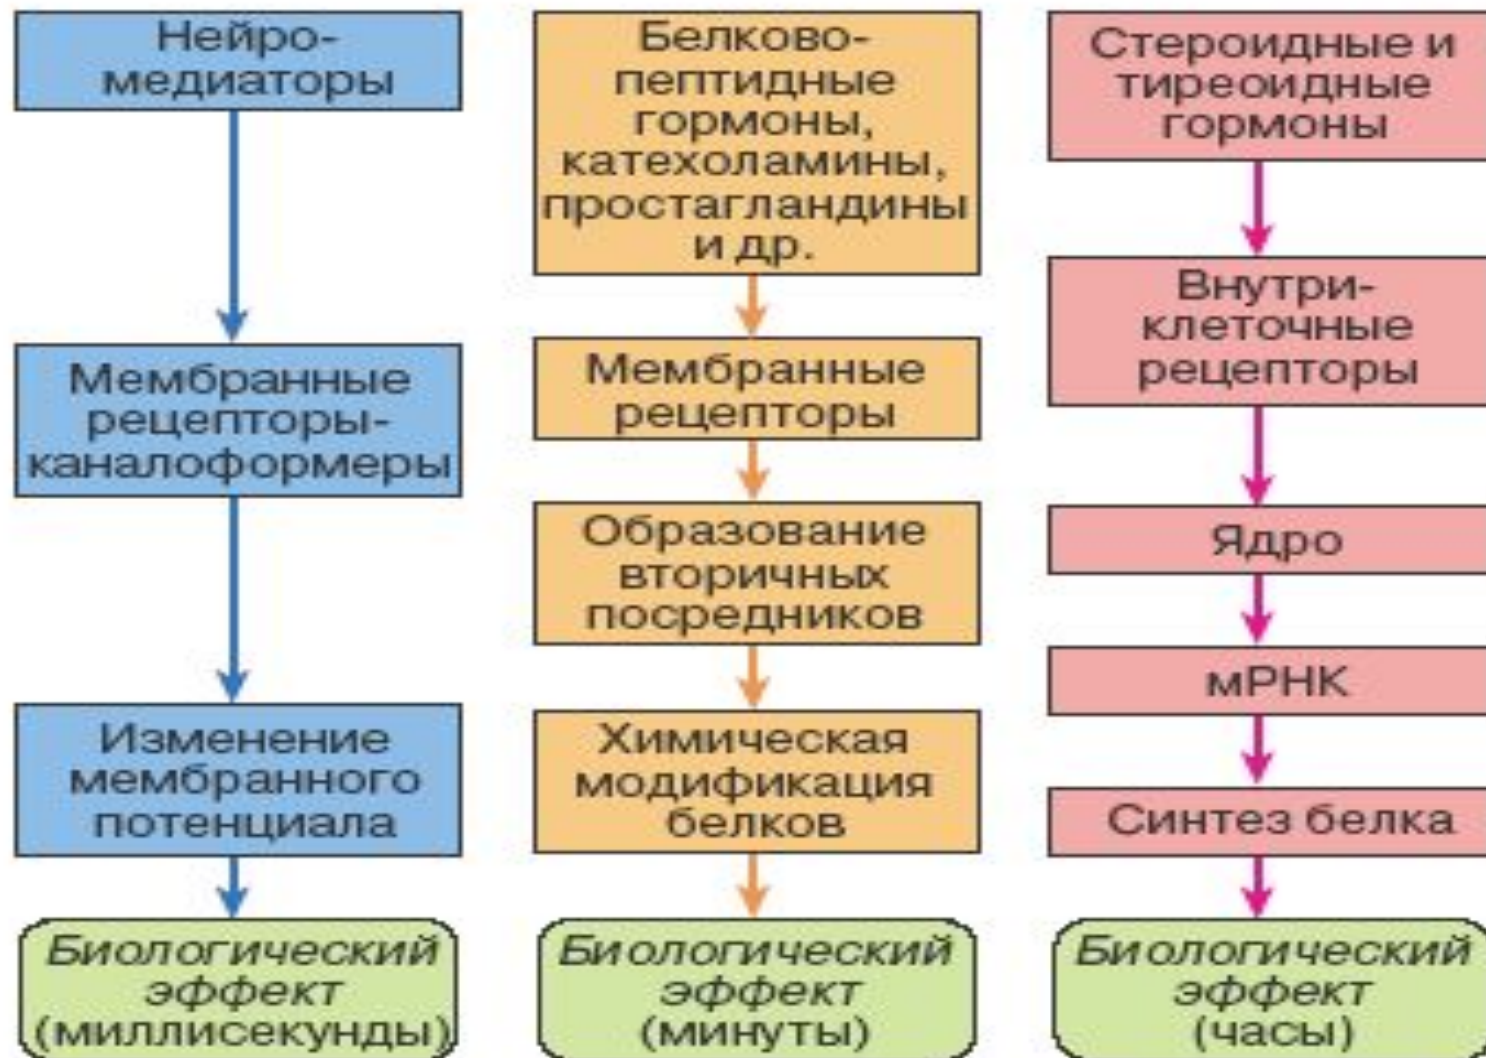 Нейро-
медиаторы
Мембранные
рецепторы-
каналоформеры
Изменение
мембранного
потенциала
Биологический
эффект
(миллисекунды)
Белково-
пептидные
гормоны,
катехоламины,
простагландины
и др.
Мембранные
рецепторы
Образование
вторичных
посредников
Химическая
модификация
белков
Биологический
эффект
(минуты)
Стероидные и
тиреоидные
гормоны
Внутри-
клеточные
рецепторы
Ядро
мРНК
Синтез белка
Биологический
эффект
(часы)